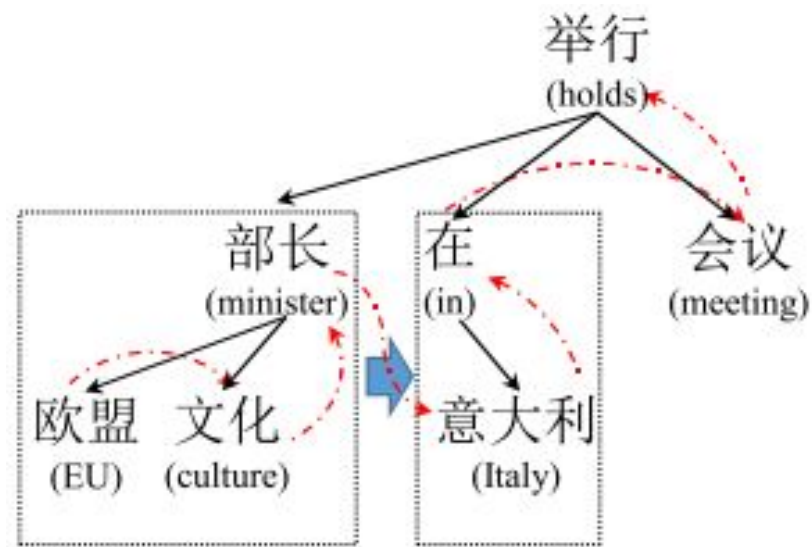 举行
(holds)
部长 在 会议
(minister) (in) (meeting)
欧盟 文化 意大利
(EU) (culture) (Italy)